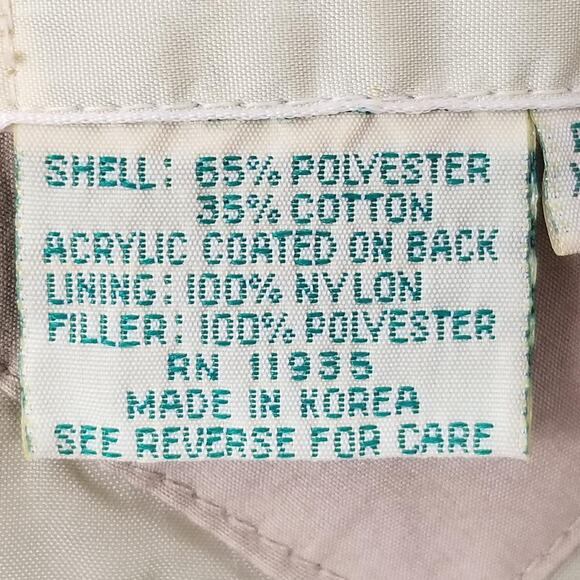 SHELL: 65% POLYESTER
35% COTTON
ACRYLIC COATED ON BACK
LINING: 100% NYLON
FILLER: 100% POLYESTER
RN 11935
MADE IN KOREA
SEE REVERSE FOR CARE